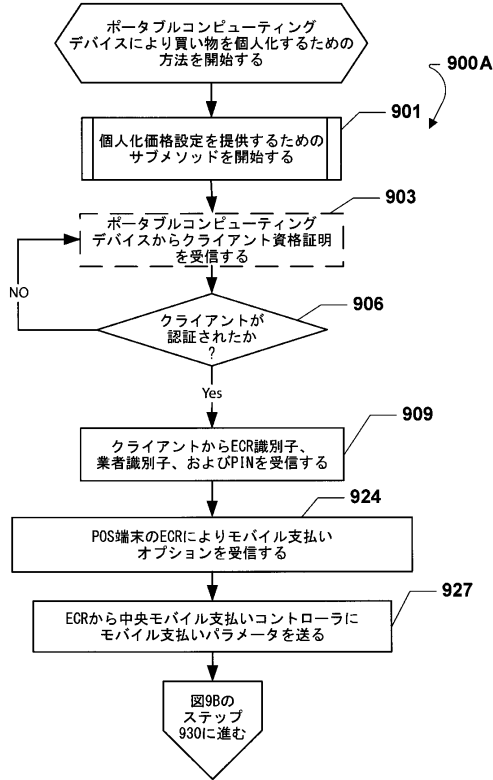 ポータブルコンピューティング
デバイスにより買い物を個人化するための
方法を開始する
900A
901
個人化価格設定を提供するための
サブメソッドを開始する
903
ポータブルコンピューティング
デバイスからクライアント資格証明
を受信する
NO
906
クライアントが
認証されたか
?
Yes
909
クライアントからECR識別子、
業者識別子、およびPINを受信する
924
POS端末のECRによりモバイル支払い
オプションを受信する
927
ECRから中央モバイル支払いコントローラに
モバイル支払いパラメータを送る
図9Bの
ステップ
930に進む